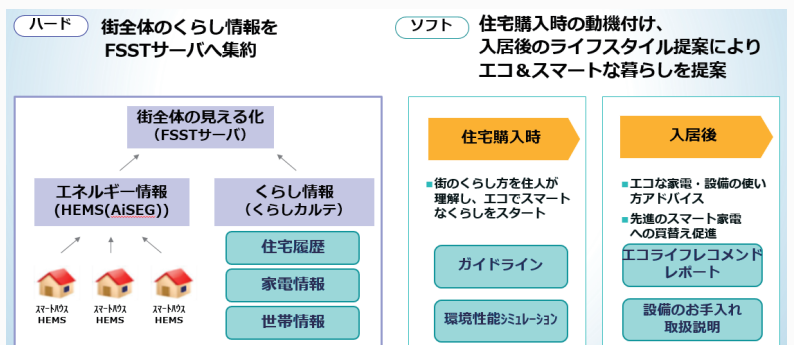 ハード
街全体のくらし情報を
FSSTサーバへ集約
街全体の見える化
(FSSTサーバ)
エネルギー情報
(HEMS(AiSEG))
くらし情報
(くらしカルテ)
住宅履歴
家電情報
世帯情報
スマートハウス
HEMS
スマートハウス
HEMS
スマートハウス
HEMS
ソフト
住宅購入時の動機付け、
入居後のライフスタイル提案により
エコ&スマートな暮らしを提案
住宅購入時
■街のくらし方を住人が
理解し、エコでスマート
なくらしをスタート
ガイドライン
環境性能シミュレーション
入居後
■エコな家電・設備の使い
方アドバイス
■先進のスマート家電
への買替え促進
エコライフレコメンド
レポート
設備のお手入れ
取扱説明